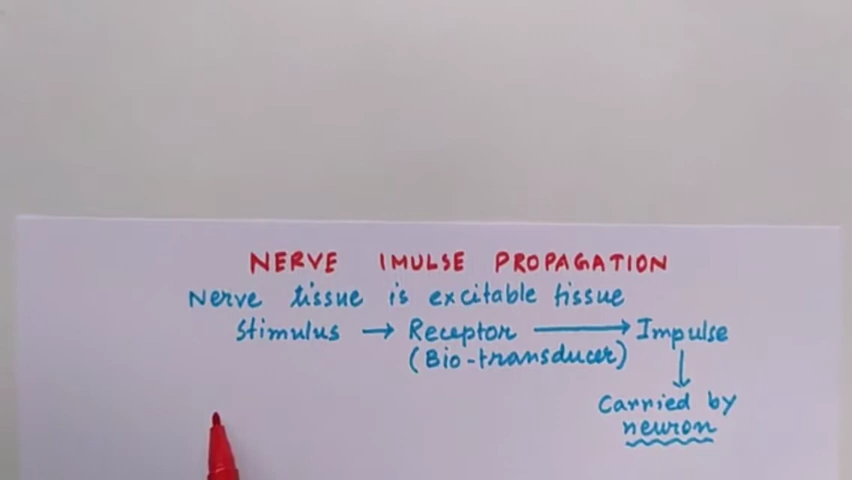 NERVE IMULSE PROPAGATION
Nerve tissue is excitable tissue
Stimulus → Receptor → Impulse
(Bio-transducer)
↓
Carried by
neuron